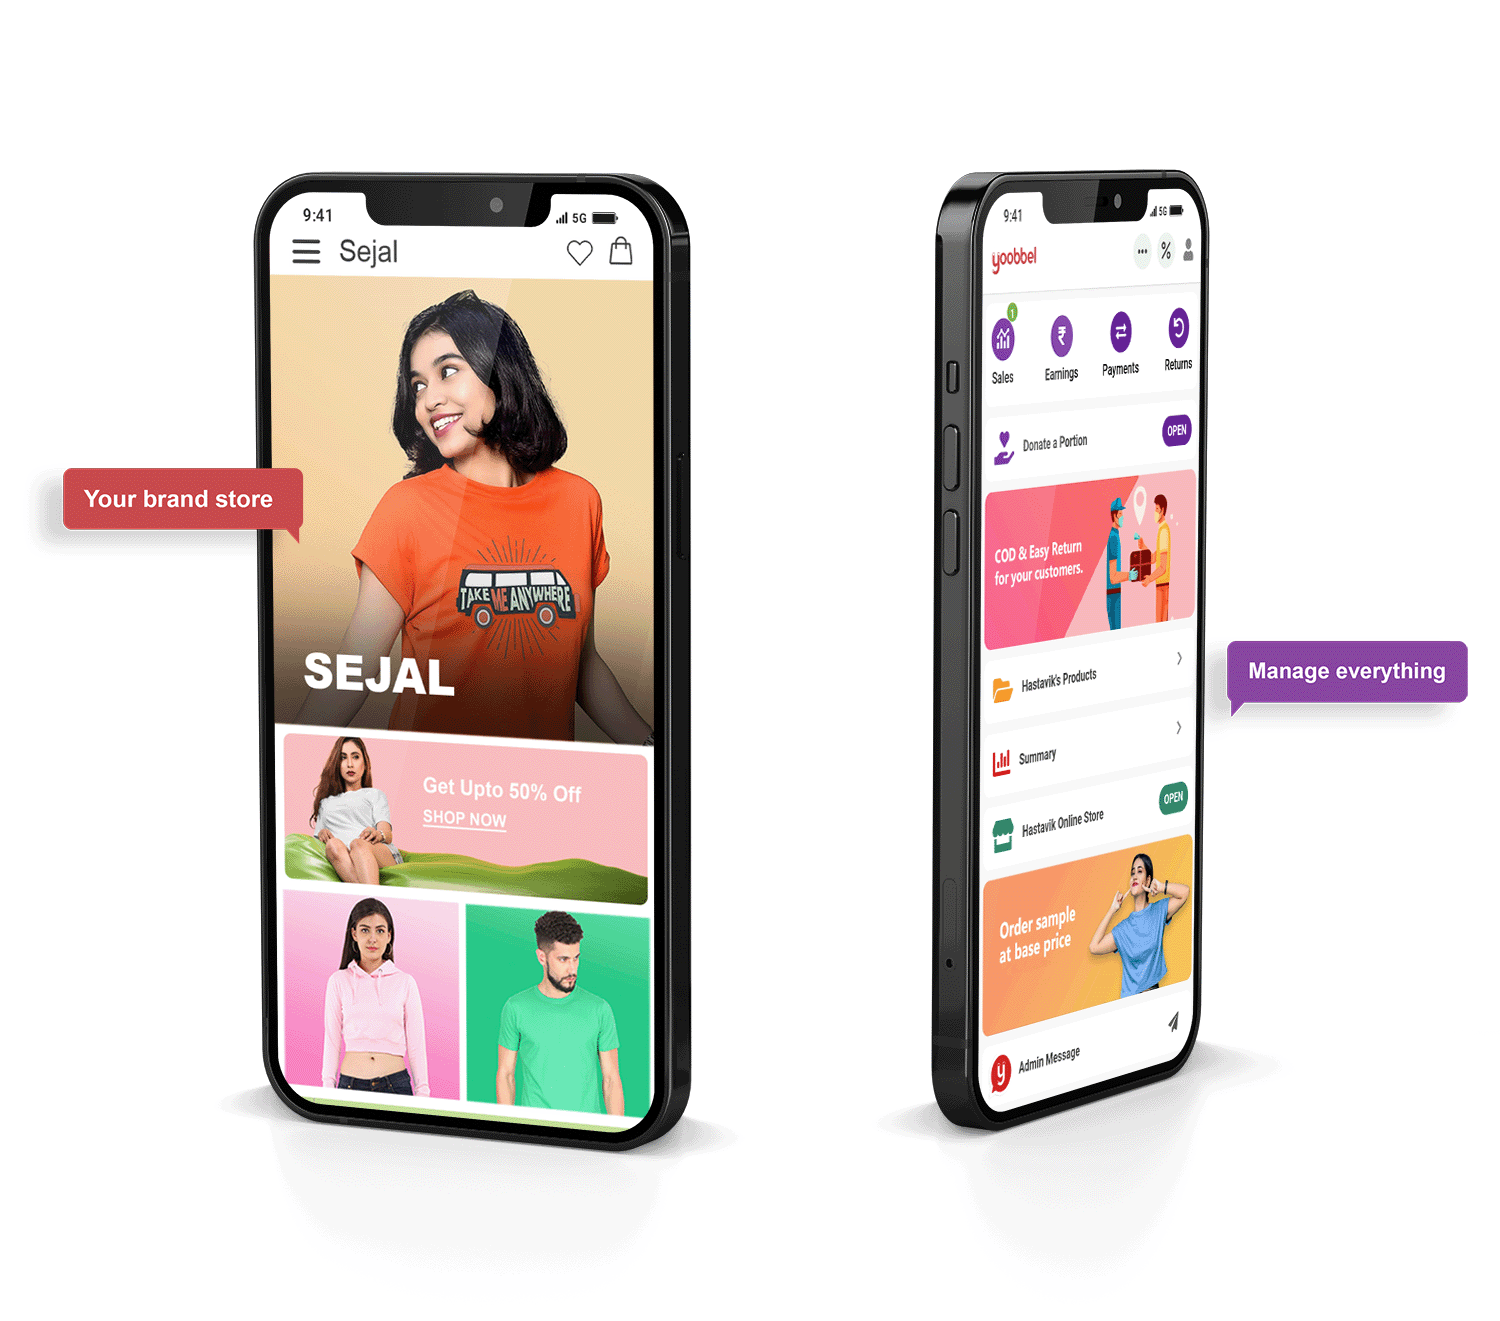 9:41
5G
Sejal
Your brand store
TAKE ME ANYWHERE
SEJAL
Get Upto 50% Off
SHOP NOW
9:41
5G
yoobbel
%
1
₹
Sales
Earnings
Payments
Returns
Donate a Portion
OPEN
COD & Easy Return
for your customers.
Hastavik's Products
Manage everything
Summary
Hastavik Online Store
OPEN
Order sample
at base price
y
Admin Message